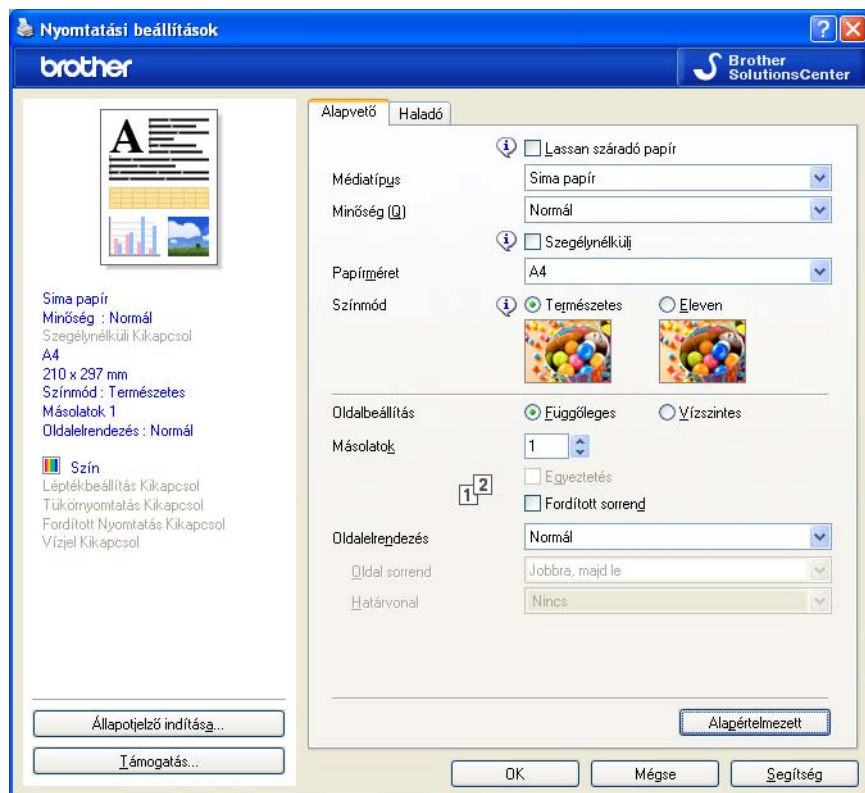 Nyomtatási beállítások
brother
Brother
SolutionsCenter
A
Sima papír
Minőség : Normál
Szegélynélküli Kikapcsol
A4
210 x 297 mm
Színmód : Természetes
Másolatok 1
Oldalelrendezés : Normál
Szín
Léptékbeállítás Kikapcsol
Tükörnyomtatás Kikapcsol
Fordított Nyomtatás Kikapcsol
Vízjel Kikapcsol
Állapotjelző indítása...
Támogatás...
Alapvető Haladó
Lassan száradó papír
Médiatípus Sima papír
Minőség (Q) Normál
Szegélynélküli
Papírméret A4
Színmód Természetes Eleven
Oldalbeállítás Függőleges Vízszintes
Másolatok 1
Egyeztetés
1 2
Fordított sorrend
Oldalelrendezés Normál
Oldal sorrend Jobbra, majd le
Határvonal Nincs
Alapértelmezett
OK Mégse Segítség